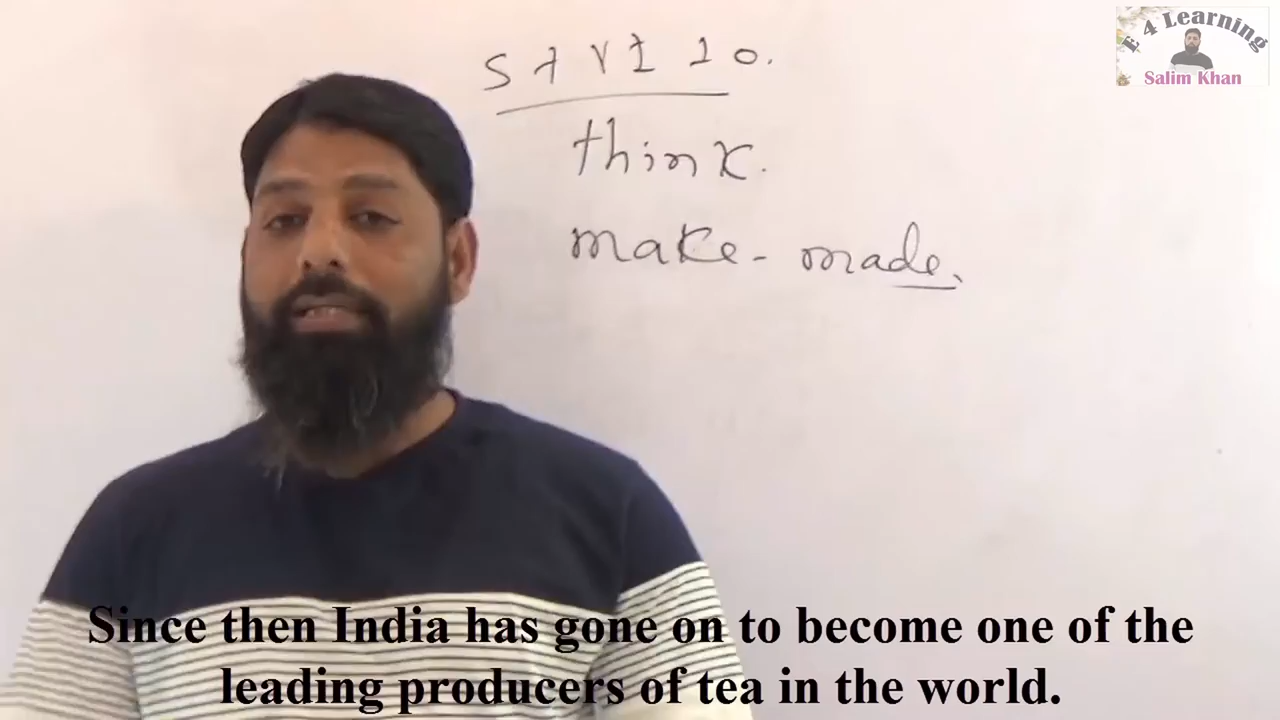 S + V1 + O.
think.
make - made.
E 4 Learning
Salim Khan
Since then India has gone on to become one of the
leading producers of tea in the world.